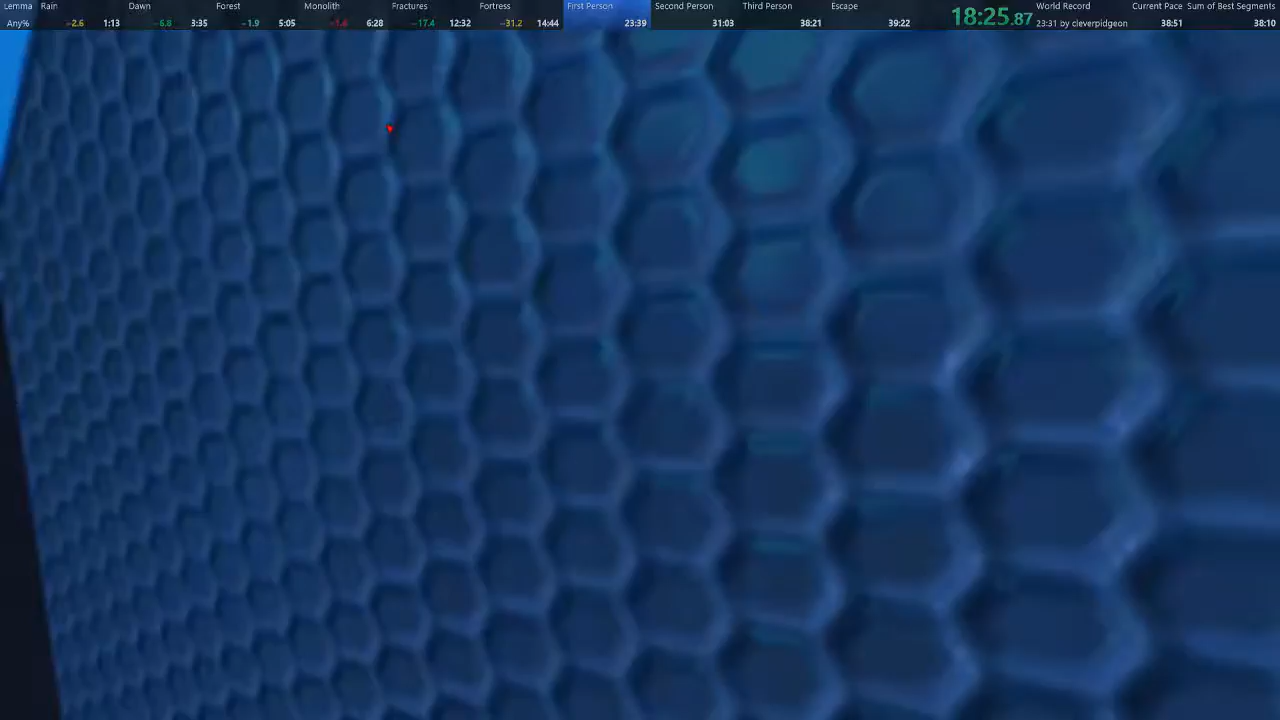 Lemma Rain Dawn Forest Monolith Fractures Fortress First Person Second Person Third Person Escape 18:25.87 World Record Current Pace Sum of Best Segments
Any% −2.6 1:13 −6.8 3:35 −1.9 5:05 −1.4 6:28 −17.4 12:32 −31.2 14:44 23:39 31:03 38:21 39:22 23:31 by cleverpidgeon 38:51 38:10